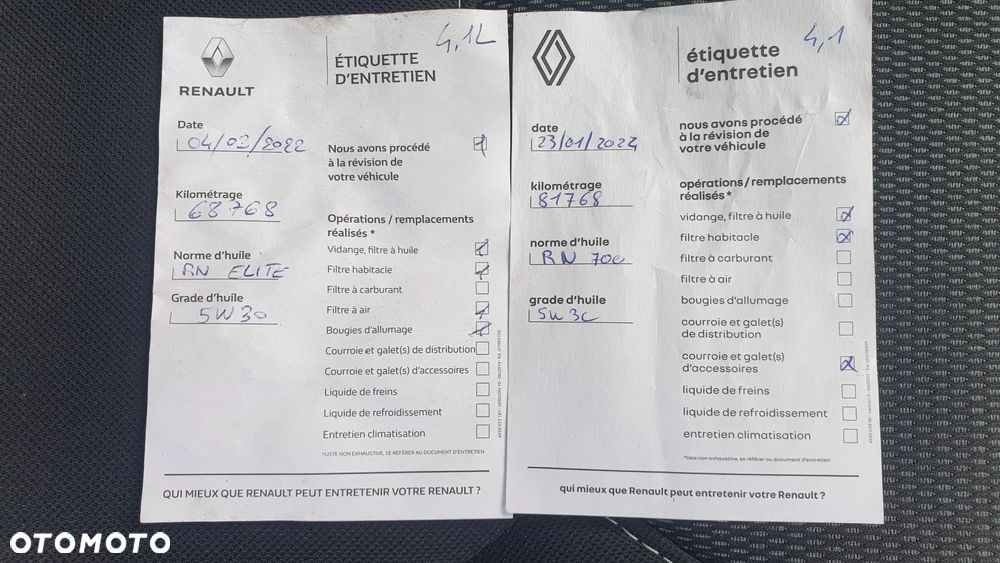 4,1L
RENAULT
ÉTIQUETTE
D'ENTRETIEN
Date
04/03/2022
Nous avons procédé
à la révision de
votre véhicule
Kilométrage
68768
Opérations / remplacements
réalisés *
Norme d'huile
RN ELITE
Grade d'huile
5W30
Vidange, filtre à huile
Filtre habitacle
Filtre à carburant
Filtre à air
Bougies d'allumage
Courroie et galet(s) de distribution
Courroie et galet(s) d'accessoires
Liquide de freins
Liquide de refroidissement
Entretien climatisation
*LISTE NON EXHAUSTIVE, SE RÉFÉRER AU DOCUMENT D'ENTRETIEN
QUI MIEUX QUE RENAULT PEUT ENTRETENIR VOTRE RENAULT ?
4,1
étiquette
d'entretien
date
23/01/2024
nous avons procédé
à la révision de
votre véhicule
kilométrage
81768
opérations / remplacements
réalisés *
norme d'huile
RN 700
grade d'huile
5W30
vidange, filtre à huile
filtre habitacle
filtre à carburant
filtre à air
bougies d'allumage
courroie et galet(s)
de distribution
courroie et galet(s)
d'accessoires
liquide de freins
liquide de refroidissement
entretien climatisation
*liste non exhaustive, se référer au document d'entretien
qui mieux que Renault peut entretenir votre Renault ?
OTOMOTO